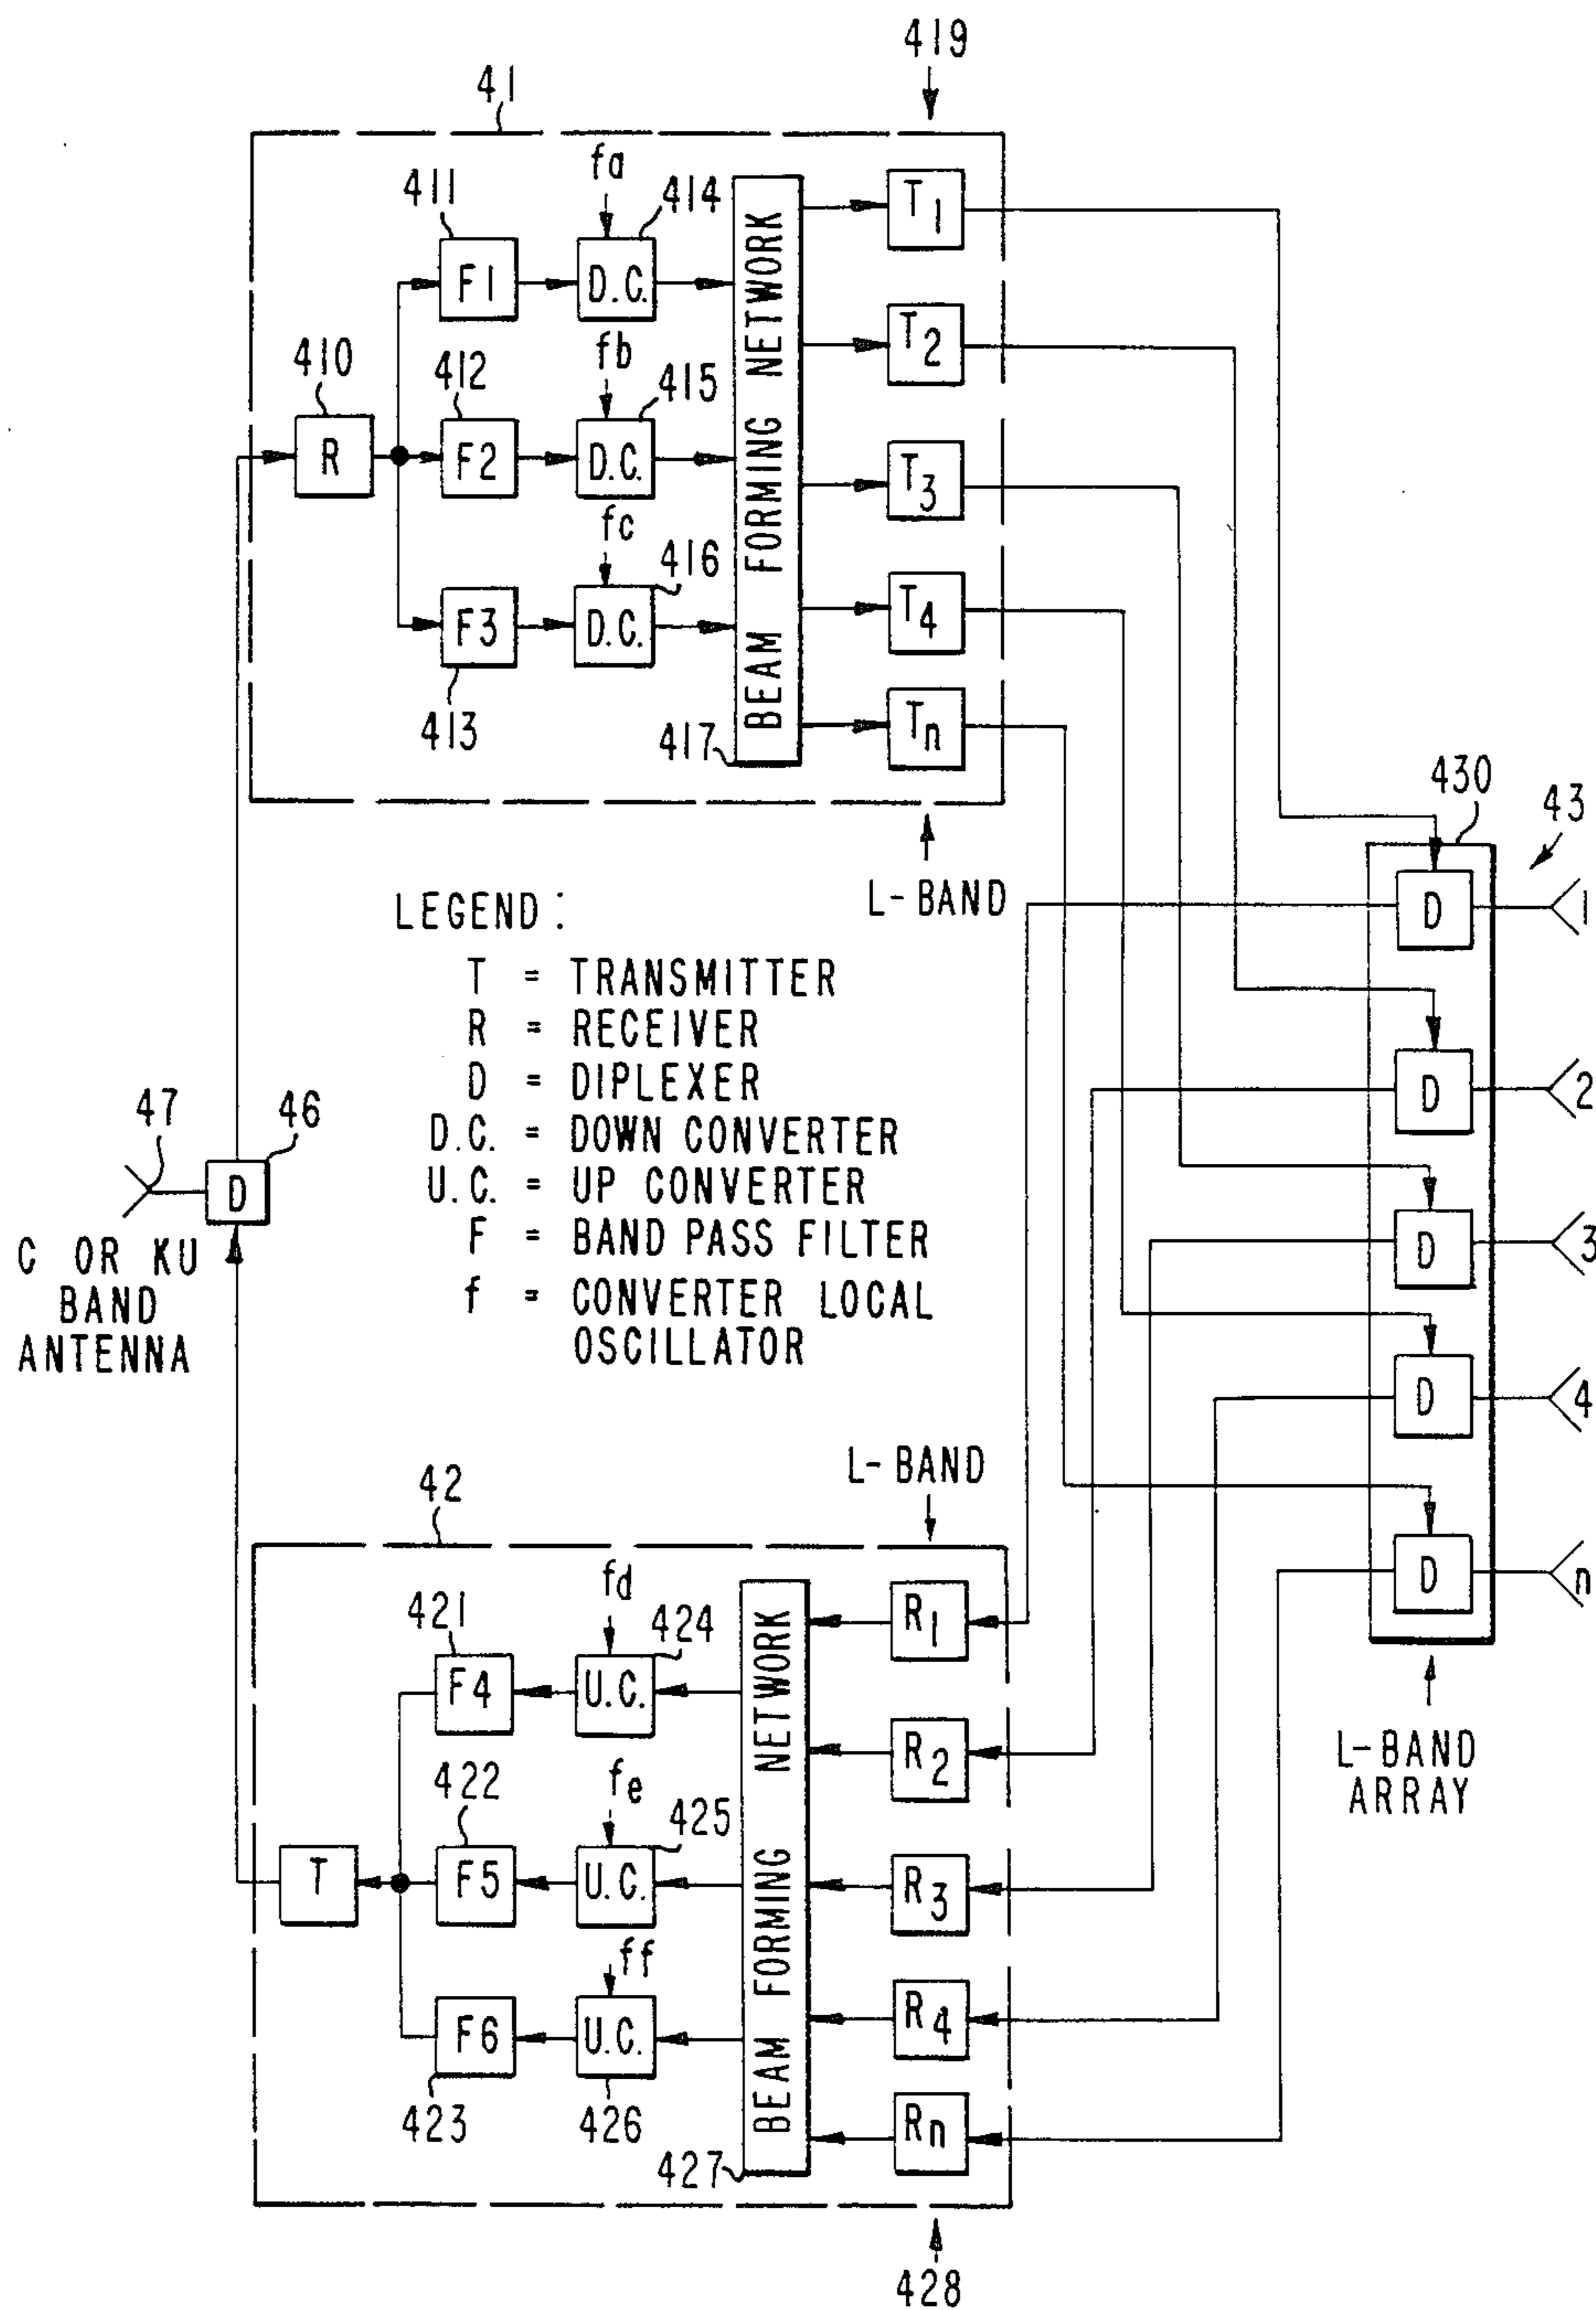 419
41
fa
411
414
T1
F1
D.C.
410
412
fb
415
T2
R
F2
D.C.
fc
416
T3
F3
D.C.
T4
413
417
BEAM FORMING NETWORK
Tn
L-BAND
430
43
D
1
D
2
D
3
D
4
D
n
L-BAND
ARRAY
LEGEND:
T = TRANSMITTER
R = RECEIVER
D = DIPLEXER
D.C. = DOWN CONVERTER
U.C. = UP CONVERTER
F = BAND PASS FILTER
f = CONVERTER LOCAL
OSCILLATOR
47
46
D
C OR KU
BAND
ANTENNA
L-BAND
42
fd
421
424
R1
F4
U.C.
R2
422
fe
425
T
F5
U.C.
R3
ff
F6
U.C.
R4
423
426
427
BEAM FORMING NETWORK
Rn
428